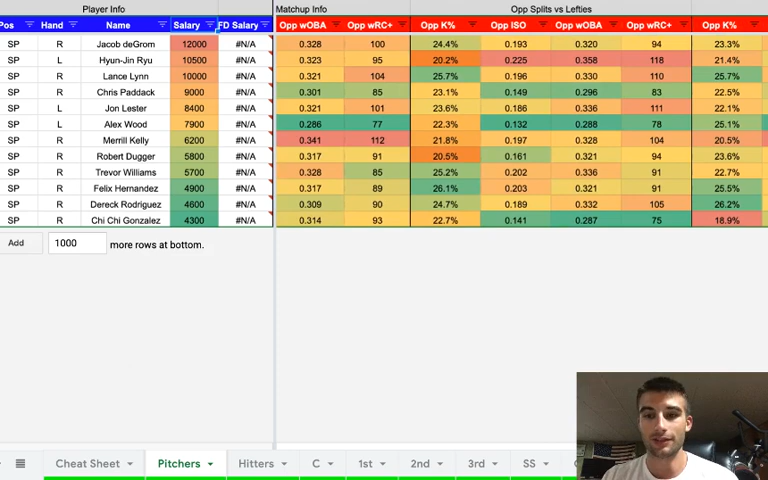 Player Info Matchup Info Opp Splits vs Lefties
Pos Hand Name Salary FD Salary Opp wOBA Opp wRC+ Opp K% Opp ISO Opp wOBA Opp wRC+ Opp K%
SP R Jacob deGrom 12000 #N/A 0.328 100 24.4% 0.193 0.320 94 23.3%
SP L Hyun-Jin Ryu 10500 #N/A 0.323 95 20.2% 0.225 0.358 118 21.4%
SP R Lance Lynn 10000 #N/A 0.321 104 25.7% 0.196 0.330 110 25.7%
SP R Chris Paddack 9000 #N/A 0.301 85 23.1% 0.149 0.296 83 22.5%
SP L Jon Lester 8400 #N/A 0.321 101 23.6% 0.186 0.336 111 22.1%
SP L Alex Wood 7900 #N/A 0.286 77 22.3% 0.132 0.288 78 25.1%
SP R Merrill Kelly 6200 #N/A 0.341 112 21.8% 0.197 0.328 104 20.5%
SP R Robert Dugger 5800 #N/A 0.317 91 20.5% 0.161 0.321 94 23.6%
SP R Trevor Williams 5700 #N/A 0.328 85 25.2% 0.202 0.336 91 22.7%
SP R Felix Hernandez 4900 #N/A 0.317 89 26.1% 0.203 0.321 91 25.5%
SP R Dereck Rodriguez 4600 #N/A 0.309 90 24.7% 0.189 0.332 105 26.2%
SP R Chi Chi Gonzalez 4300 #N/A 0.314 93 22.7% 0.141 0.287 75 18.9%
Add 1000 more rows at bottom.
Cheat Sheet Pitchers Hitters C 1st 2nd 3rd SS